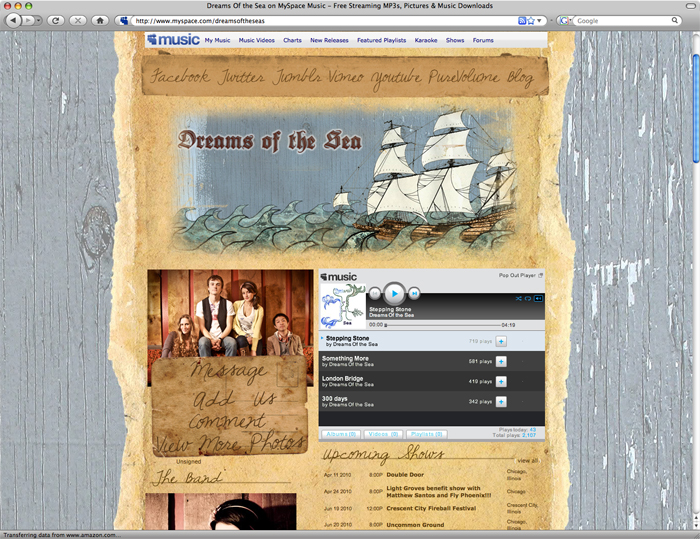 Dreams Of the Sea on MySpace Music – Free Streaming MP3s, Pictures & Music Downloads
http://www.myspace.com/dreamsoftheseas
Google
music My Music Music Videos Charts New Releases Featured Playlists Karaoke Shows Forums
Facebook Twitter Tumblr Vimeo Youtube PureVolume Blog
Dreams of the Sea
music
Pop Out Player
Sea
Stepping Stone
Dreams Of the Sea
00:00
04:19
Stepping Stone
by Dreams Of the Sea
710 plays
Something More
by Dreams Of the Sea
581 plays
London Bridge
by Dreams Of the Sea
419 plays
300 days
by Dreams Of the Sea
342 plays
Albums (0) Videos (0) Playlists (0)
Plays today: 43
Total plays: 2,107
Message
Add Us
Comment
View More Photos
Unsigned
The Band
Upcoming Shows
view all
Apr 11 2010 8:00P Double Door Chicago, Illinois
Apr 24 2010 8:00P Light Groves benefit show with Matthew Santos and Fly Phoenix!!! Chicago, Illinois
Jun 19 2010 12:00P Crescent City Fireball Festival Crescent City, Illinois
Jun 20 2010 8:00P Uncommon Ground Chicago,
Transferring data from www.amazon.com...